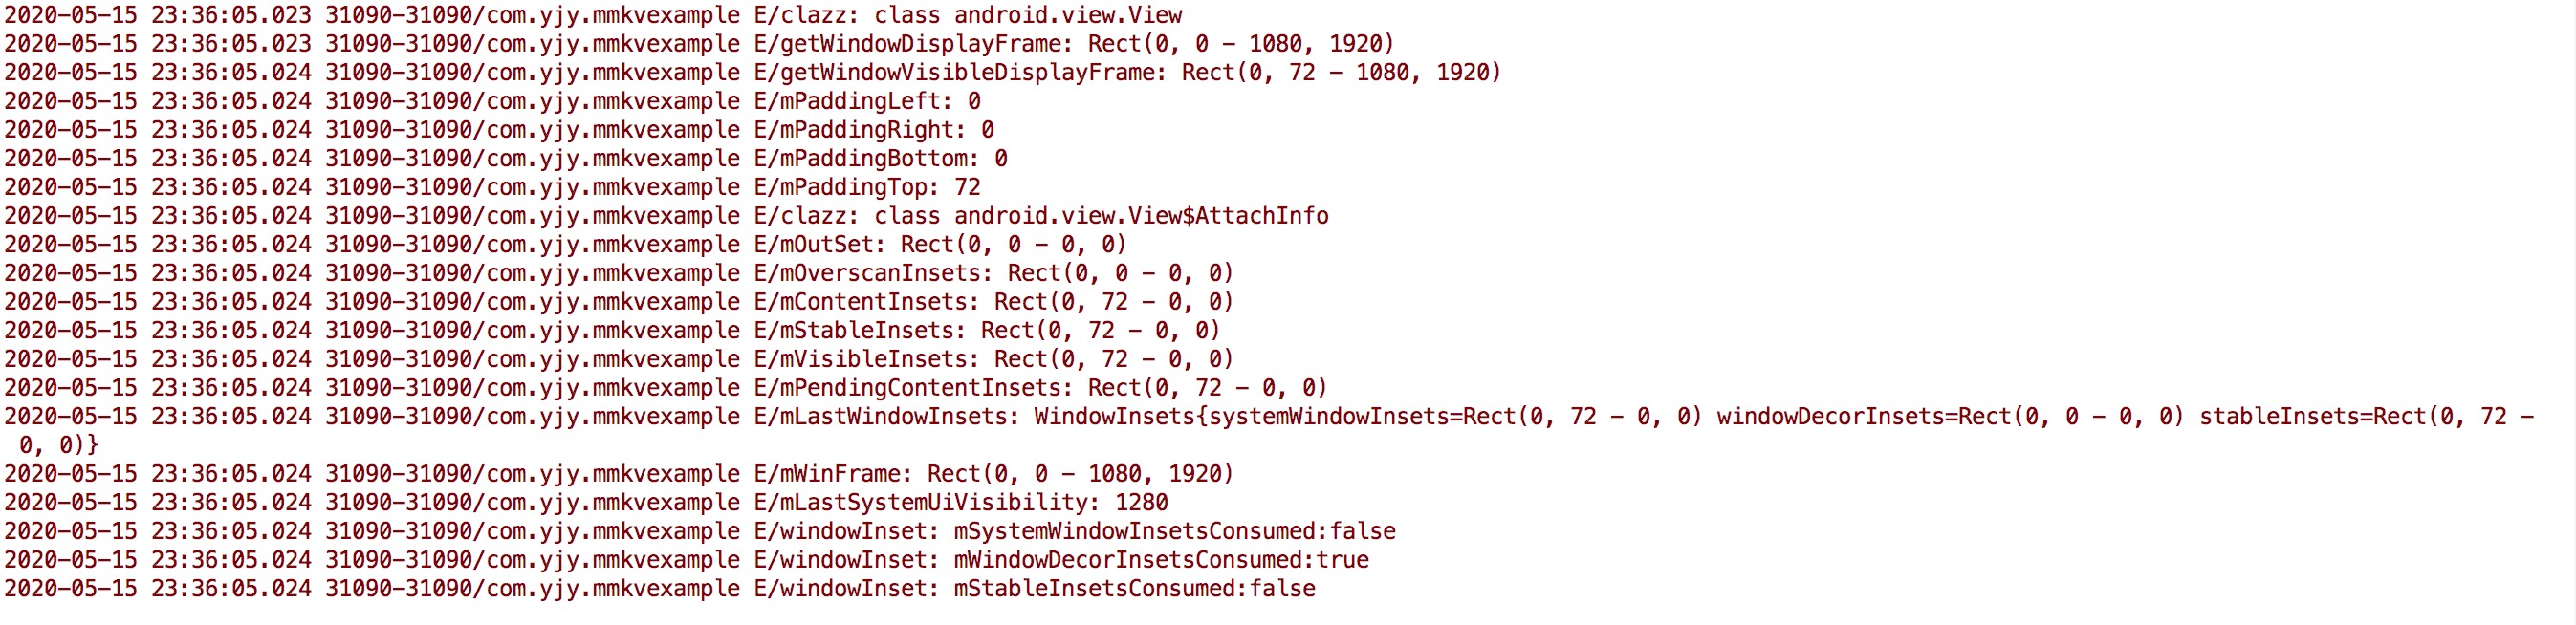 2020-05-15 23:36:05.023 31090-31090/com.yjy.mmkvexample E/clazz: class android.view.View
2020-05-15 23:36:05.023 31090-31090/com.yjy.mmkvexample E/getWindowDisplayFrame: Rect(0, 0 - 1080, 1920)
2020-05-15 23:36:05.024 31090-31090/com.yjy.mmkvexample E/getWindowVisibleDisplayFrame: Rect(0, 72 - 1080, 1920)
2020-05-15 23:36:05.024 31090-31090/com.yjy.mmkvexample E/mPaddingLeft: 0
2020-05-15 23:36:05.024 31090-31090/com.yjy.mmkvexample E/mPaddingRight: 0
2020-05-15 23:36:05.024 31090-31090/com.yjy.mmkvexample E/mPaddingBottom: 0
2020-05-15 23:36:05.024 31090-31090/com.yjy.mmkvexample E/mPaddingTop: 72
2020-05-15 23:36:05.024 31090-31090/com.yjy.mmkvexample E/clazz: class android.view.View$AttachInfo
2020-05-15 23:36:05.024 31090-31090/com.yjy.mmkvexample E/mOutSet: Rect(0, 0 - 0, 0)
2020-05-15 23:36:05.024 31090-31090/com.yjy.mmkvexample E/mOverscanInsets: Rect(0, 0 - 0, 0)
2020-05-15 23:36:05.024 31090-31090/com.yjy.mmkvexample E/mContentInsets: Rect(0, 72 - 0, 0)
2020-05-15 23:36:05.024 31090-31090/com.yjy.mmkvexample E/mStableInsets: Rect(0, 72 - 0, 0)
2020-05-15 23:36:05.024 31090-31090/com.yjy.mmkvexample E/mVisibleInsets: Rect(0, 72 - 0, 0)
2020-05-15 23:36:05.024 31090-31090/com.yjy.mmkvexample E/mPendingContentInsets: Rect(0, 72 - 0, 0)
2020-05-15 23:36:05.024 31090-31090/com.yjy.mmkvexample E/mLastWindowInsets: WindowInsets{systemWindowInsets=Rect(0, 72 - 0, 0) windowDecorInsets=Rect(0, 0 - 0, 0) stableInsets=Rect(0, 72 -
0, 0)}
2020-05-15 23:36:05.024 31090-31090/com.yjy.mmkvexample E/mWinFrame: Rect(0, 0 - 1080, 1920)
2020-05-15 23:36:05.024 31090-31090/com.yjy.mmkvexample E/mLastSystemUiVisibility: 1280
2020-05-15 23:36:05.024 31090-31090/com.yjy.mmkvexample E/windowInset: mSystemWindowInsetsConsumed:false
2020-05-15 23:36:05.024 31090-31090/com.yjy.mmkvexample E/windowInset: mWindowDecorInsetsConsumed:true
2020-05-15 23:36:05.024 31090-31090/com.yjy.mmkvexample E/windowInset: mStableInsetsConsumed:false